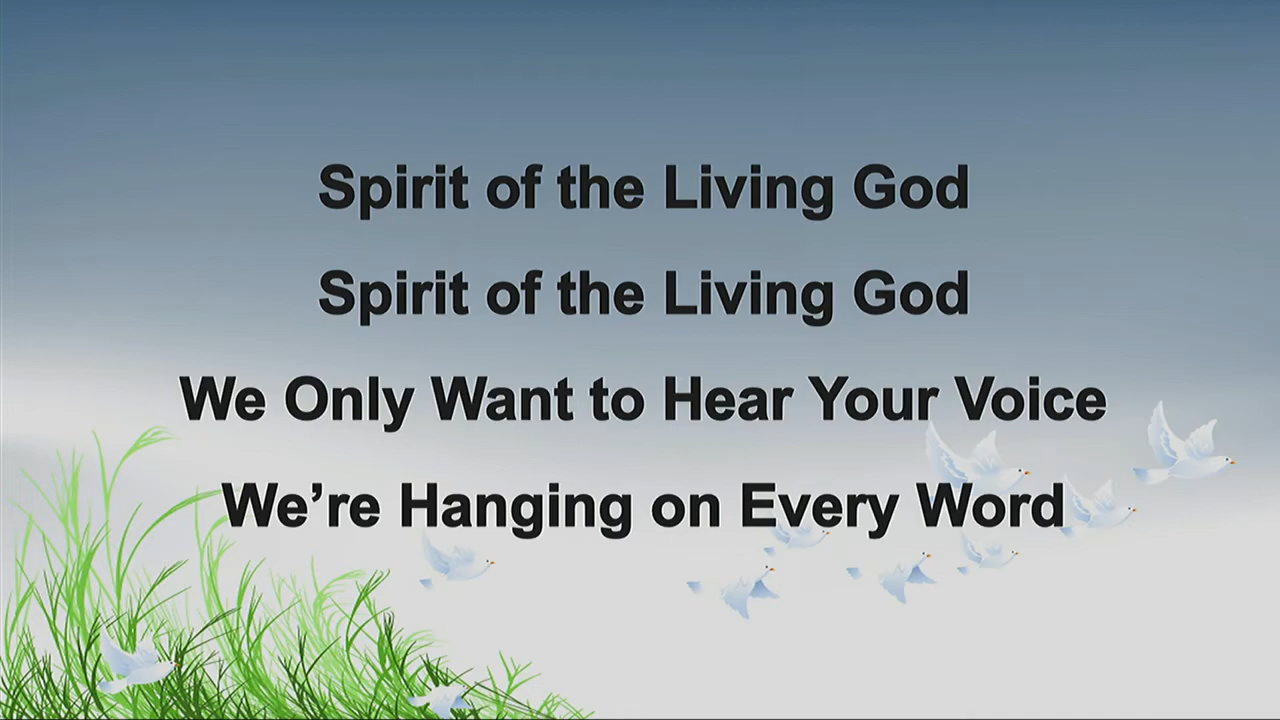 Spirit of the Living God
Spirit of the Living God
We Only Want to Hear Your Voice
We’re Hanging on Every Word